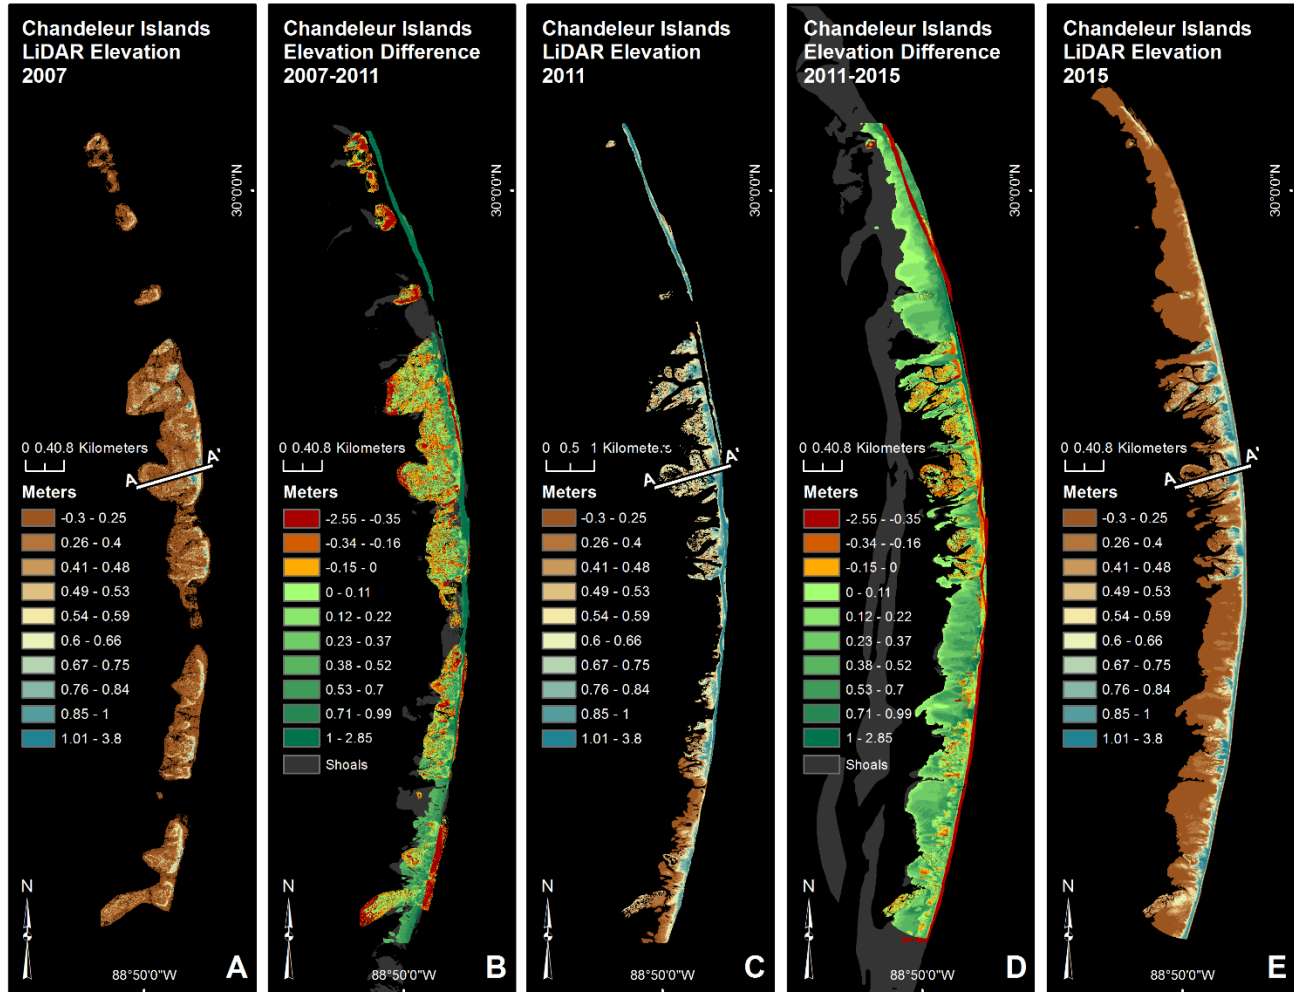 Chandeleur Islands
LiDAR Elevation
2007
30°0'0"N
0 0.40.8 Kilometers
A
A'
Meters
-0.3 - 0.25
0.26 - 0.4
0.41 - 0.48
0.49 - 0.53
0.54 - 0.59
0.6 - 0.66
0.67 - 0.75
0.76 - 0.84
0.85 - 1
1.01 - 3.8
N
88°50'0"W
A
Chandeleur Islands
Elevation Difference
2007-2011
30°0'0"N
0 0.40.8 Kilometers
Meters
-2.55 - -0.35
-0.34 - -0.16
-0.15 - 0
0 - 0.11
0.12 - 0.22
0.23 - 0.37
0.38 - 0.52
0.53 - 0.7
0.71 - 0.99
1 - 2.85
Shoals
N
88°50'0"W
B
Chandeleur Islands
LiDAR Elevation
2011
30°0'0"N
0 0.5 1 Kilometers
A
A'
Meters
-0.3 - 0.25
0.26 - 0.4
0.41 - 0.48
0.49 - 0.53
0.54 - 0.59
0.6 - 0.66
0.67 - 0.75
0.76 - 0.84
0.85 - 1
1.01 - 3.8
N
88°50'0"W
C
Chandeleur Islands
Elevation Difference
2011-2015
30°0'0"N
0 0.40.8 Kilometers
Meters
-2.55 - -0.35
-0.34 - -0.16
-0.15 - 0
0 - 0.11
0.12 - 0.22
0.23 - 0.37
0.38 - 0.52
0.53 - 0.7
0.71 - 0.99
1 - 2.85
Shoals
N
88°50'0"W
D
Chandeleur Islands
LiDAR Elevation
2015
30°0'0"N
0 0.40.8 Kilometers
A
A'
Meters
-0.3 - 0.25
0.26 - 0.4
0.41 - 0.48
0.49 - 0.53
0.54 - 0.59
0.6 - 0.66
0.67 - 0.75
0.76 - 0.84
0.85 - 1
1.01 - 3.8
N
88°50'0"W
E